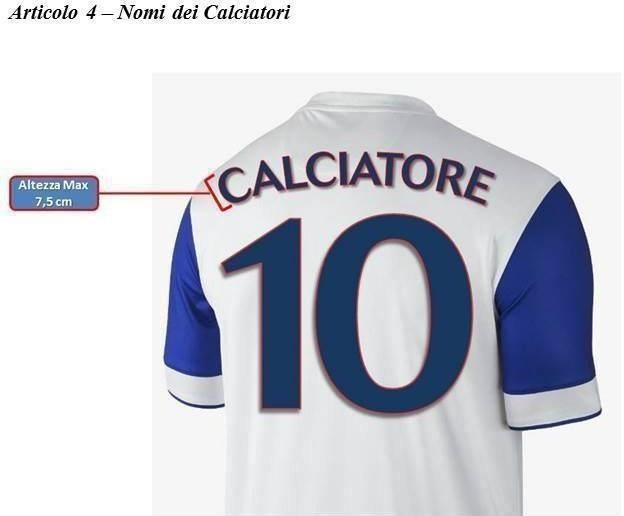 Articolo 4 – Nomi dei Calciatori
CALCIATORE
Altezza Max
7,5 cm
10